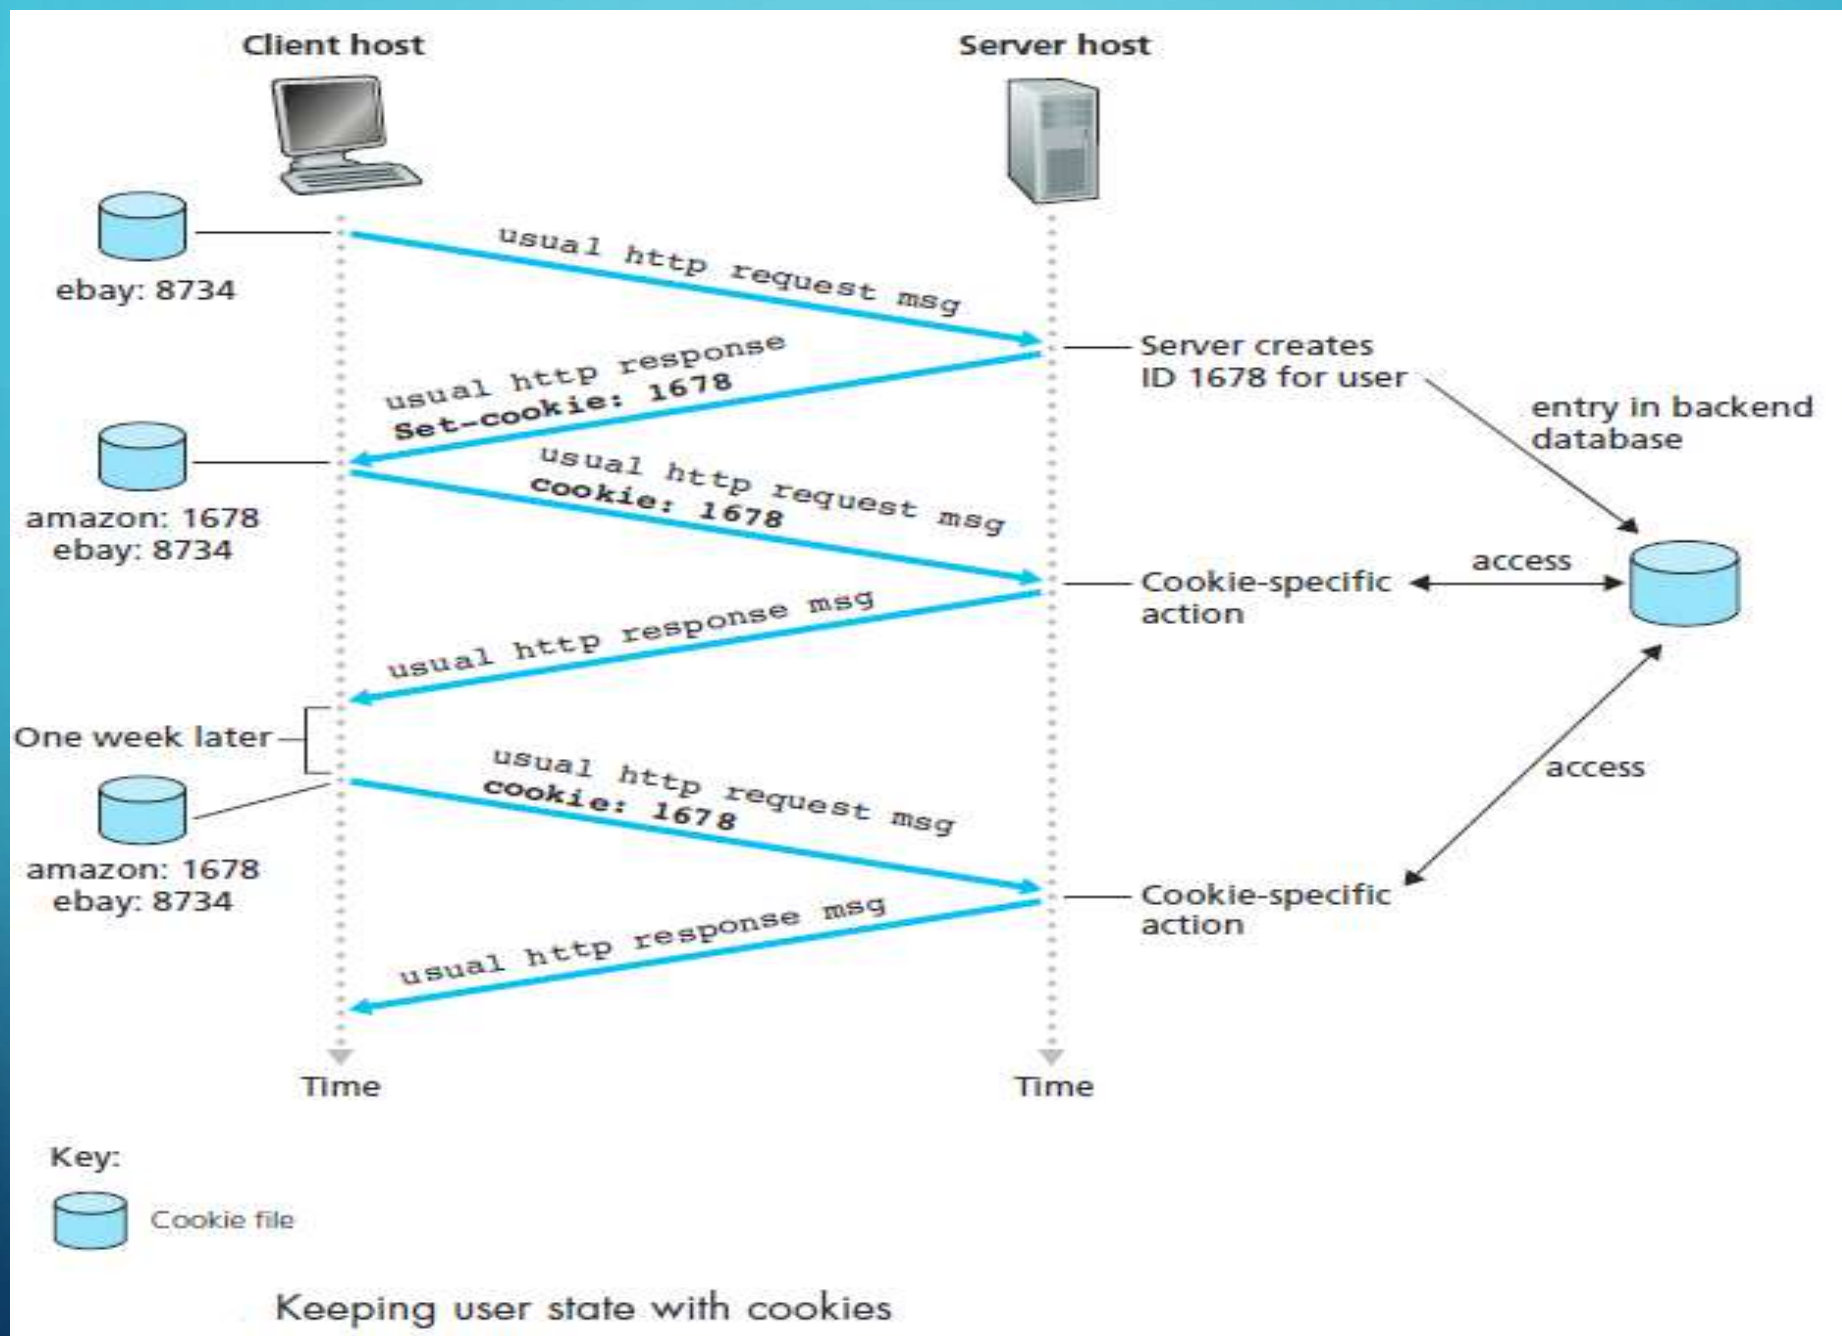 Client host
Server host
usual http request msg
ebay: 8734
Server creates
ID 1678 for user
entry in backend
database
usual http response
Set-cookie: 1678
amazon: 1678
ebay: 8734
usual http request msg
cookie: 1678
access
Cookie-specific
action
usual http response msg
One week later
usual http request msg
cookie: 1678
access
amazon: 1678
ebay: 8734
Cookie-specific
action
usual http response msg
Time
Time
Key:
Cookie file
Keeping user state with cookies